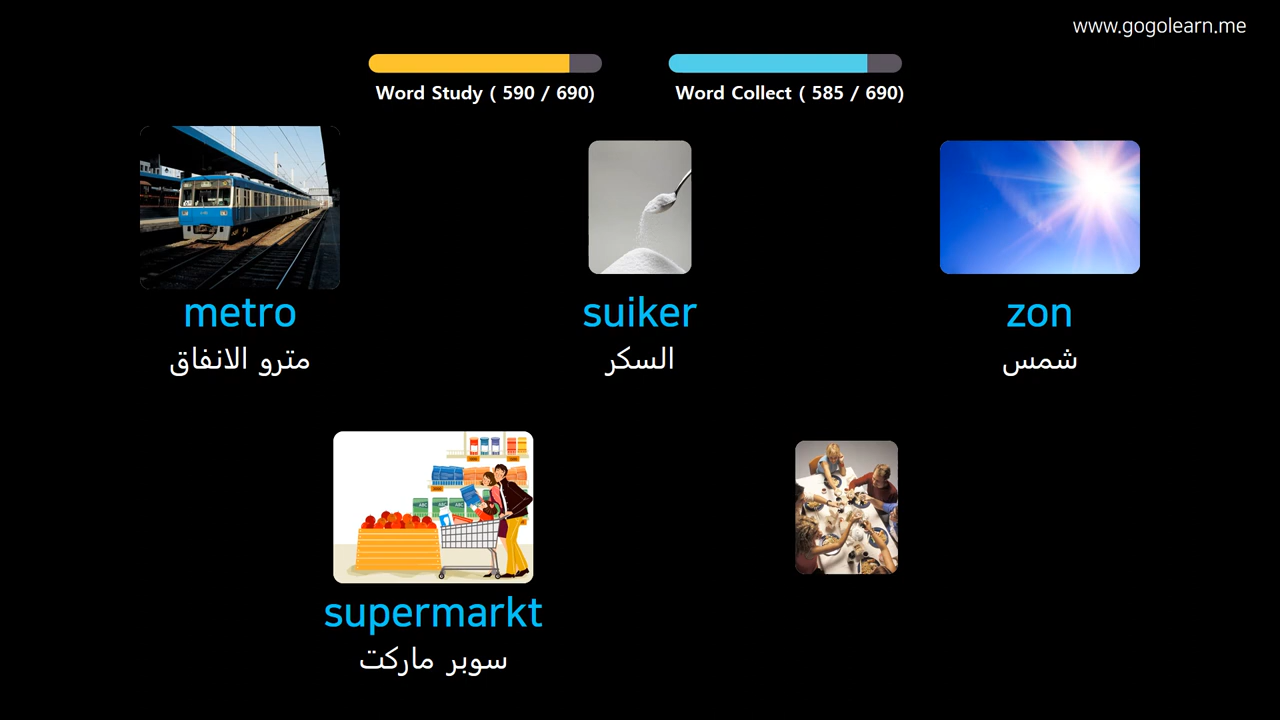 www.gogolearn.me
Word Study ( 590 / 690)
Word Collect ( 585 / 690)
metro
suiker
zon
مترو الانفاق
السكر
شمس
supermarkt
سوبر ماركت